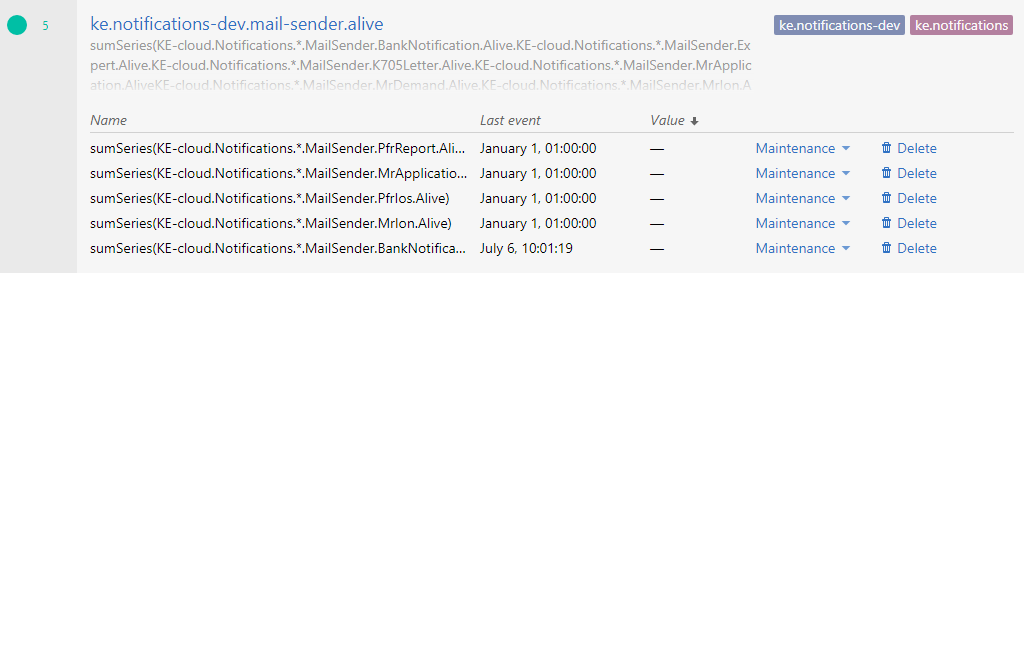 5
ke.notifications-dev.mail-sender.alive
ke.notifications-dev ke.notifications
sumSeries(KE-cloud.Notifications.*.MailSender.BankNotification.Alive.KE-cloud.Notifications.*.MailSender.Ex
pert.Alive.KE-cloud.Notifications.*.MailSender.K705Letter.Alive.KE-cloud.Notifications.*.MailSender.MrApplic
ation.AliveKE-cloud.Notifications.*.MailSender.MrDemand.Alive.KE-cloud.Notifications.*.MailSender.MrIon.A
Name Last event Value
sumSeries(KE-cloud.Notifications.*.MailSender.PfrReport.Ali... January 1, 01:00:00 — Maintenance Delete
sumSeries(KE-cloud.Notifications.*.MailSender.MrApplicatio... January 1, 01:00:00 — Maintenance Delete
sumSeries(KE-cloud.Notifications.*.MailSender.PfrIos.Alive) January 1, 01:00:00 — Maintenance Delete
sumSeries(KE-cloud.Notifications.*.MailSender.MrIon.Alive) January 1, 01:00:00 — Maintenance Delete
sumSeries(KE-cloud.Notifications.*.MailSender.BankNotifica... July 6, 10:01:19 — Maintenance Delete